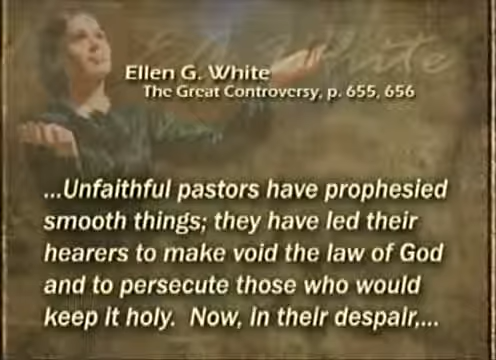 Ellen G. White
The Great Controversy, p. 655, 656
...Unfaithful pastors have prophesied
smooth things; they have led their
hearers to make void the law of God
and to persecute those who would
keep it holy. Now, in their despair,...